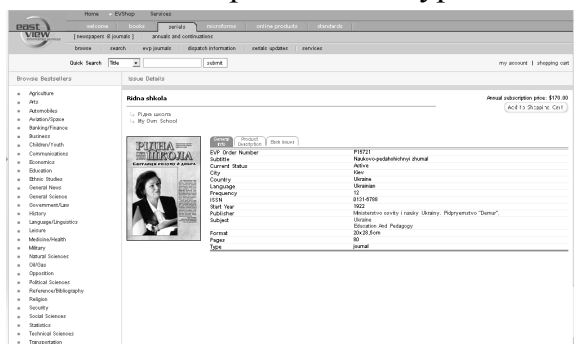 Home EVShop Services
east view
welcome books serials microforms online products standards
[ newspapers & journals ] annuals and continuations
browse search evp journals dispatch information serials updates services
Quick Search Title submit my account | shopping cart
Browse Bestsellers
Issue Details
Agriculture
Arts
Automobiles
Aviation/Space
Banking/Finance
Business
Children/Youth
Communications
Economics
Education
Ethnic Studies
General News
General Science
Government/Law
History
Language/Linguistics
Leisure
Medicine/Health
Military
Natural Sciences
Oil/Gas
Opposition
Political Sciences
Reference/Bibliography
Religion
Security
Social Sciences
Statistics
Technical Sciences
Transportation
Ridna shkola
Annual subscription price: $170.00
Add to Shopping Cart
Рідна школа
My Own School
РІДНА ШКОЛА
General Info
Product Description
Back Issues
EVP Order Number P16721
Subtitle Naukovo-pedahohichnyi zhurnal
Current Status Active
City Kiev
Country Ukraine
Language Ukrainian
Frequency 12
ISSN 0131-6788
Start Year 1922
Publisher Ministerstvo osvity i nauky Ukrainy. Pidpryiemstvo "Demur".
Subject Ukraine
Education And Pedagogy
Format 20x28,5cm
Pages 80
Type journal